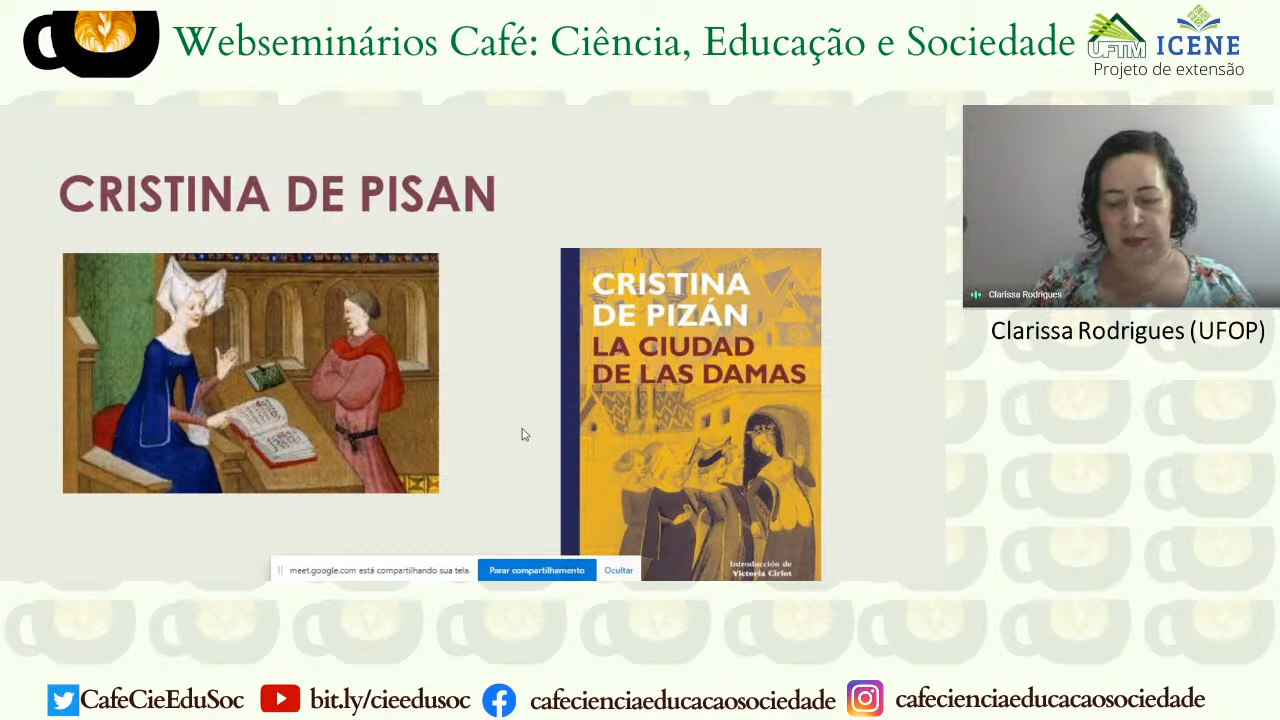 Webseminários Café: Ciência, Educação e Sociedade
UFTM
ICENE
Projeto de extensão
CRISTINA DE PISAN
CRISTINA
DE PIZÁN
LA CIUDAD
DE LAS DAMAS
Introducción de
Victoria Cirlot
Clarissa Rodrigues
Clarissa Rodrigues (UFOP)
meet.google.com está compartilhando sua tela.
Parar compartilhamento
Ocultar
CafeCieEduSoc
bit.ly/cieedusoc
cafecienciaeducacaosociedade
cafecienciaeducacaosociedade